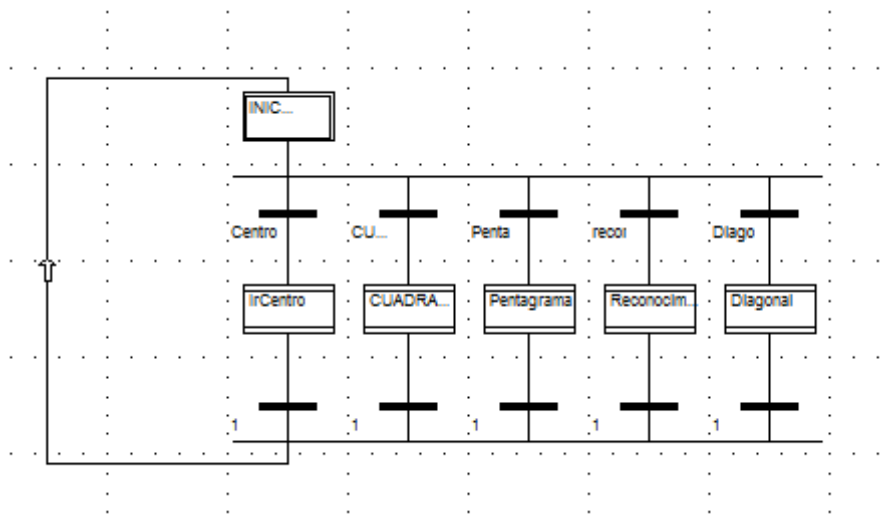 INIC...
Centro
CU...
Penta
recor
Diago
IrCentro
CUADRA...
Pentagrama
Reconocim...
Diagonal
1
1
1
1
1